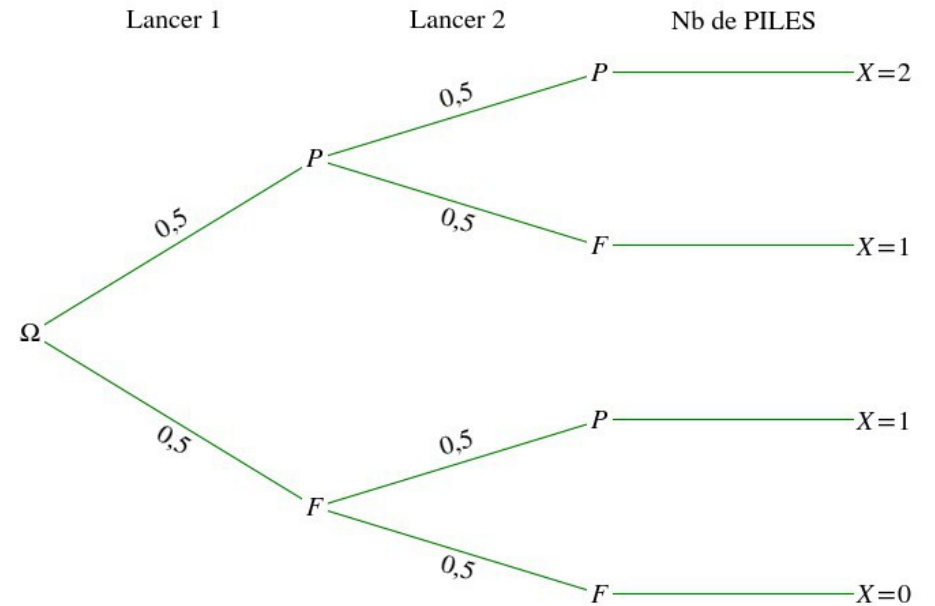 Lancer 1 Lancer 2 Nb de PILES
P X=2
0,5
P
0,5 0,5
F X=1
Ω
P X=1
0,5 0,5
F
0,5
F X=0